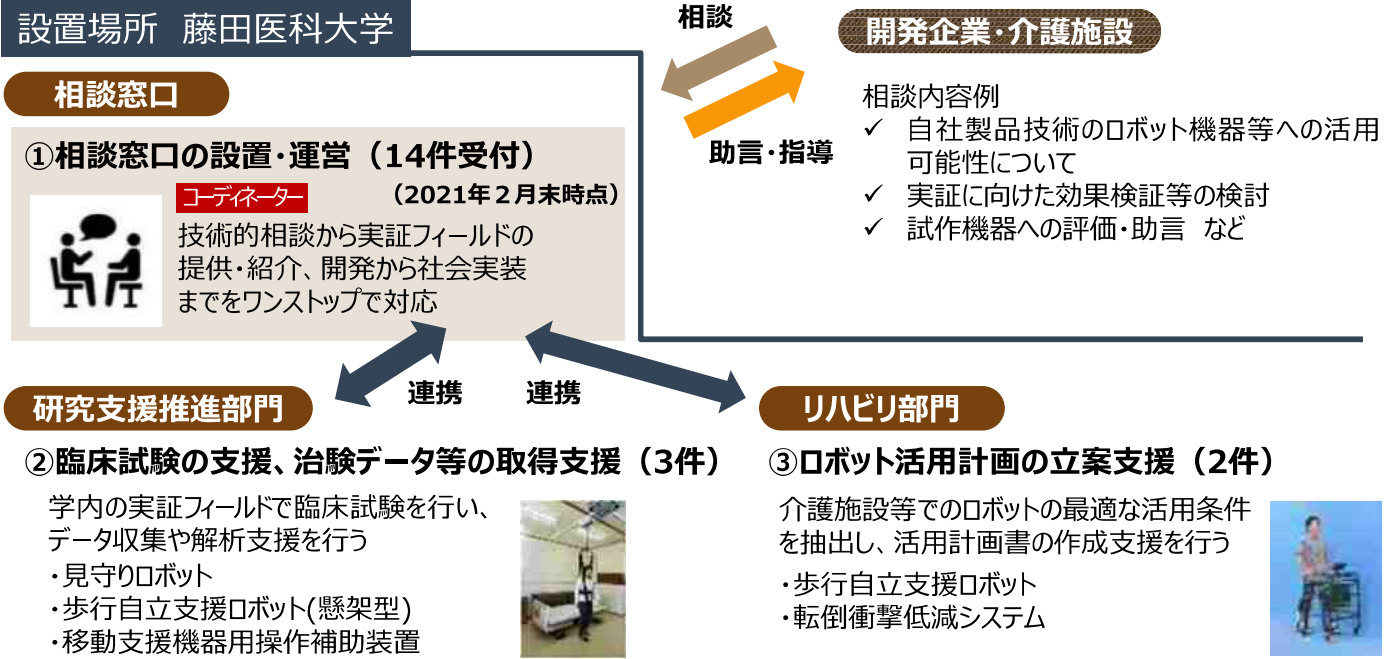 設置場所　藤田医科大学
相談窓口
①相談窓口の設置・運営（14件受付）
（2021年２月末時点）
コーディネーター
技術的相談から実証フィールドの
提供・紹介、開発から社会実装
までをワンストップで対応
相談
助言・指導
開発企業・介護施設
相談内容例
✓ 自社製品技術のロボット機器等への活用
可能性について
✓ 実証に向けた効果検証等の検討
✓ 試作機器への評価・助言　など
連携
連携
研究支援推進部門
②臨床試験の支援、治験データ等の取得支援（3件）
学内の実証フィールドで臨床試験を行い、
データ収集や解析支援を行う
・見守りロボット
・歩行自立支援ロボット(懸架型)
・移動支援機器用操作補助装置
リハビリ部門
③ロボット活用計画の立案支援（2件）
介護施設等でのロボットの最適な活用条件
を抽出し、活用計画書の作成支援を行う
・歩行自立支援ロボット
・転倒衝撃低減システム